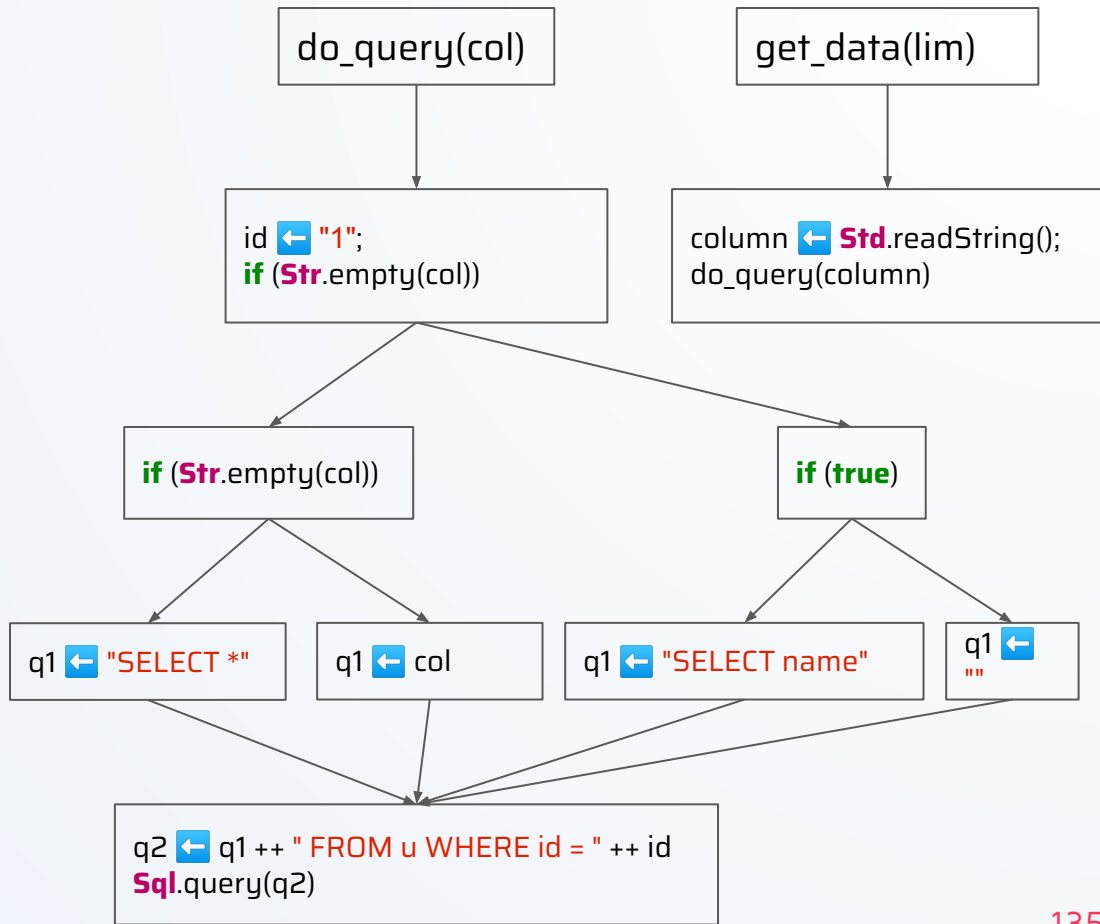 do_query(col)
get_data(lim)
id ⬅️ "1";
if (Str.empty(col))
column ⬅️ Std.readString();
do_query(column)
if (Str.empty(col))
if (true)
q1 ⬅️ "SELECT *"
q1 ⬅️ col
q1 ⬅️ "SELECT name"
q1 ⬅️
""
q2 ⬅️ q1 ++ " FROM u WHERE id = " ++ id
Sql.query(q2)
135